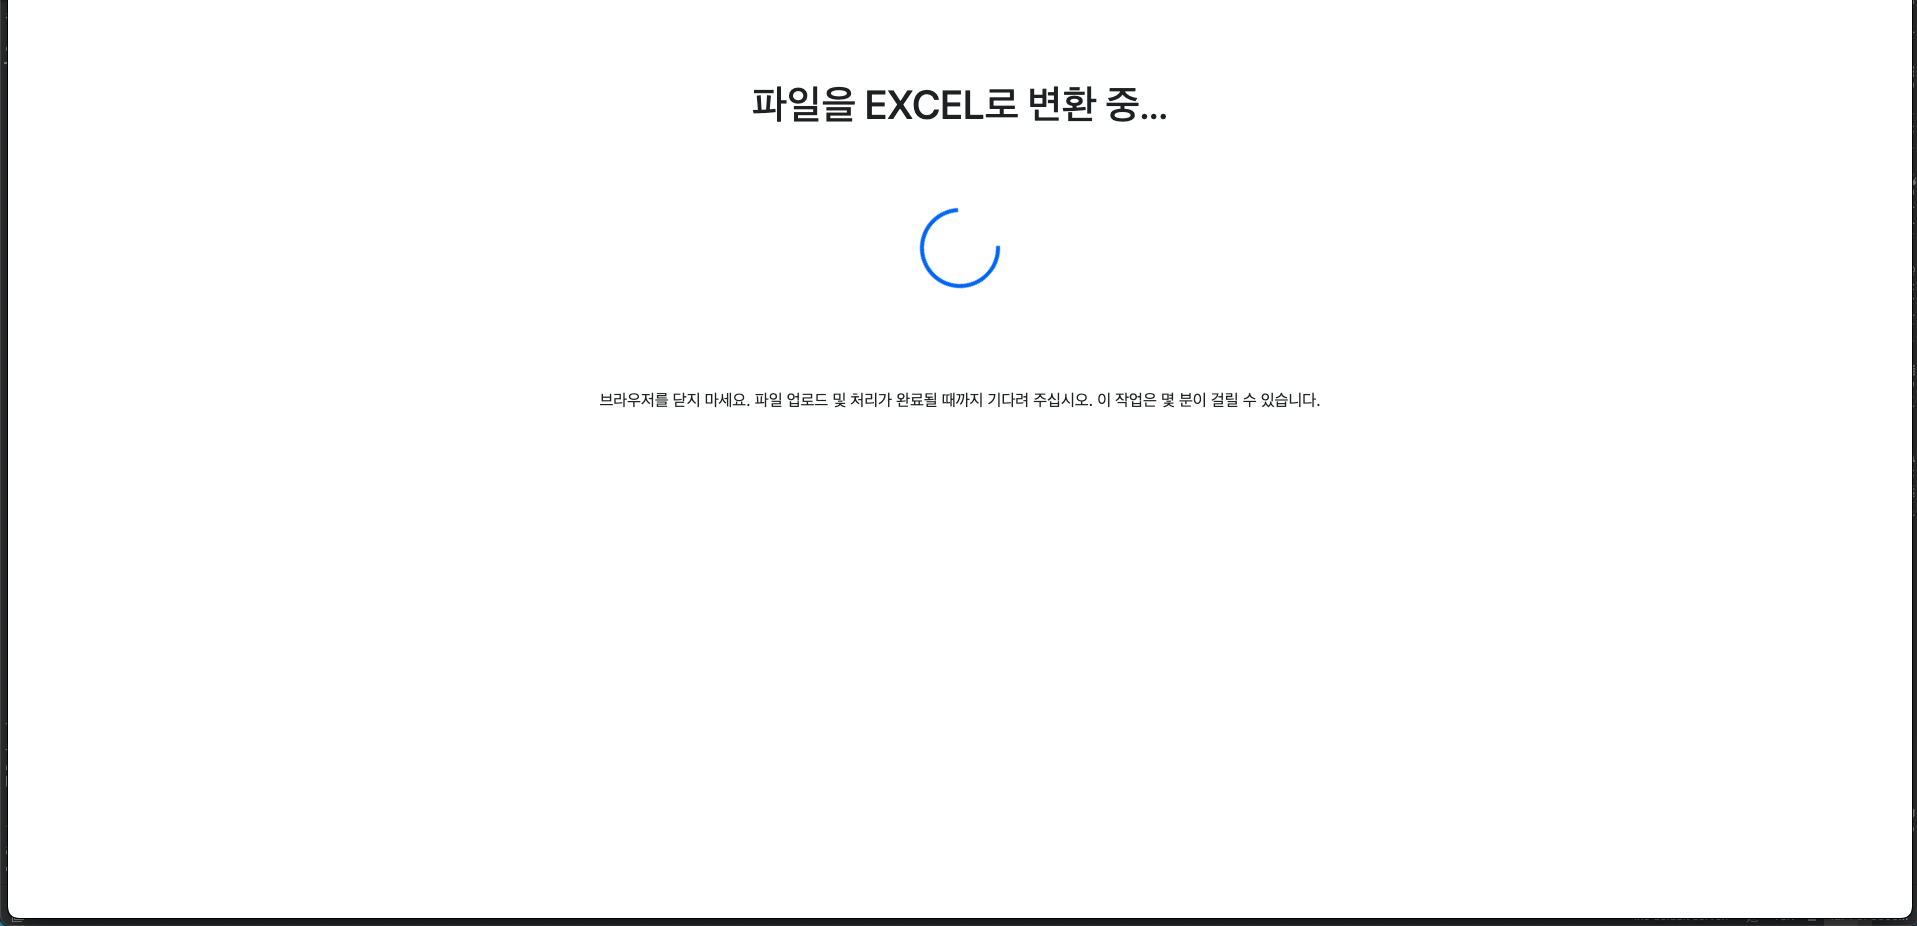 파일을 EXCEL로 변환 중...
브라우저를 닫지 마세요. 파일 업로드 및 처리가 완료될 때까지 기다려 주십시오. 이 작업은 몇 분이 걸릴 수 있습니다.